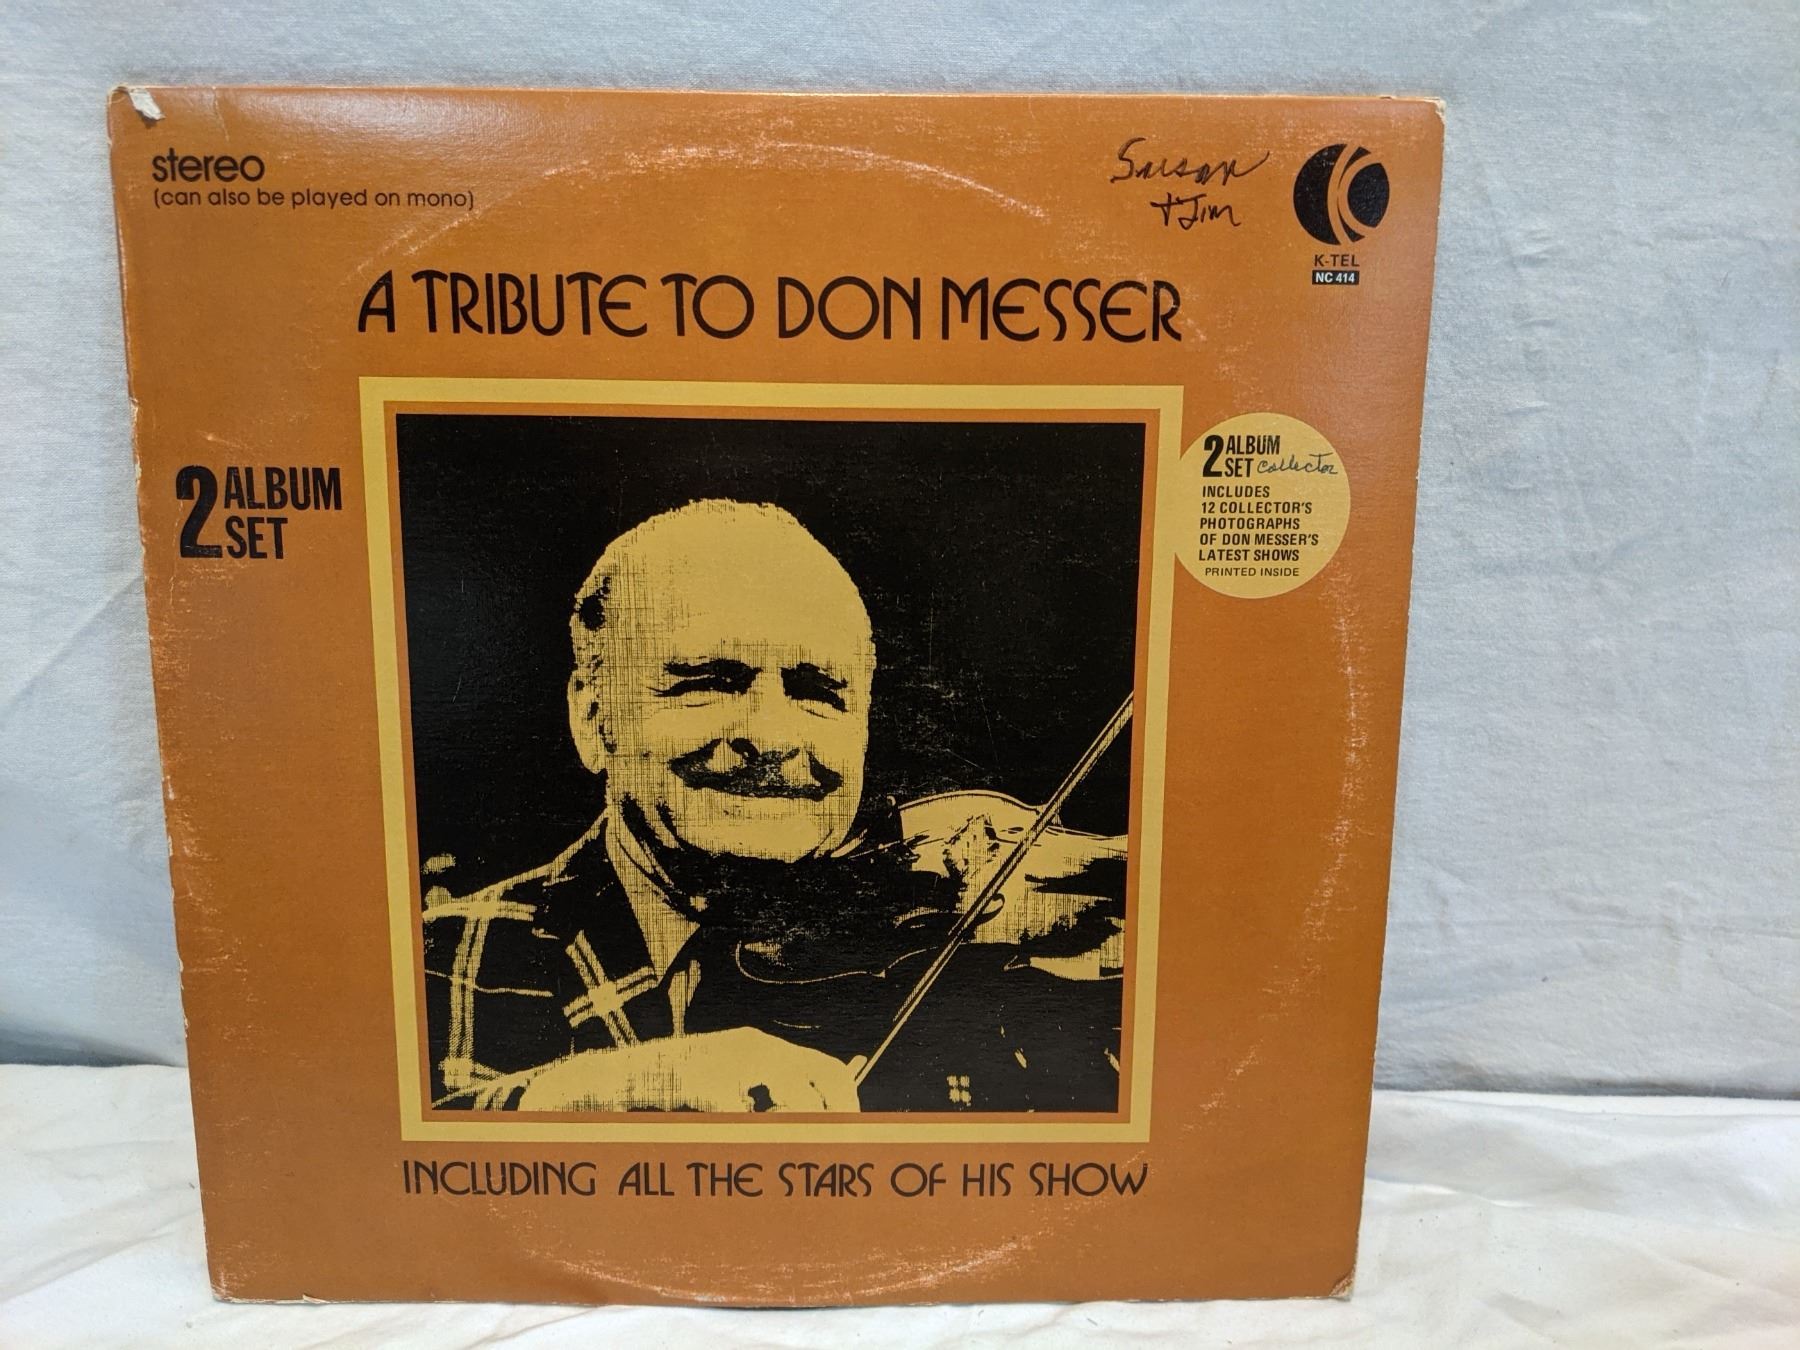 stereo
(can also be played on mono)
Susan
+ Jim
K-TEL
NC 414
A TRIBUTE TO DON MESSER
2 ALBUM
SET
2 ALBUM
SET collector
INCLUDES
12 COLLECTOR'S
PHOTOGRAPHS
OF DON MESSER'S
LATEST SHOWS
PRINTED INSIDE
INCLUDING ALL THE STARS OF HIS SHOW